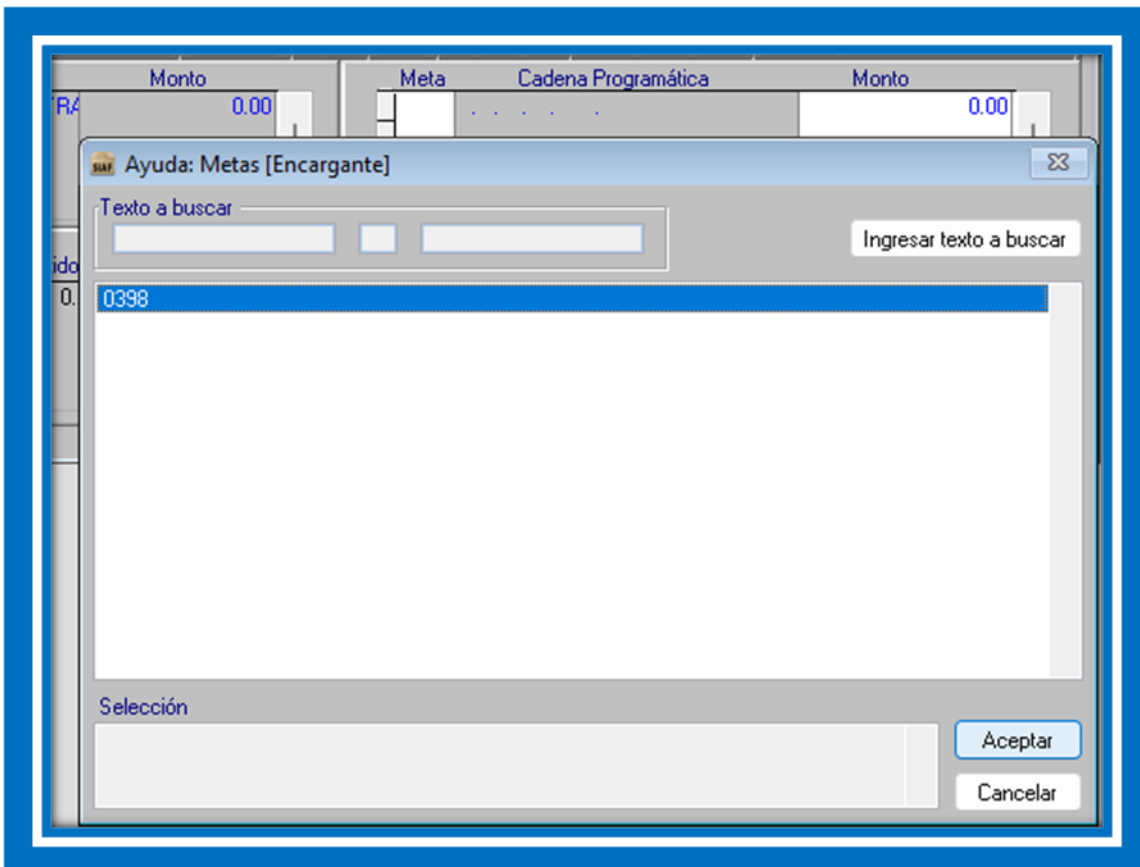 Monto Meta Cadena Programática Monto
TRA 0.00 . . . . . 0.00
SIAF Ayuda: Metas [Encargante]
Texto a buscar
Ingresar texto a buscar
ido
0. 0398
Selección
Aceptar
Cancelar